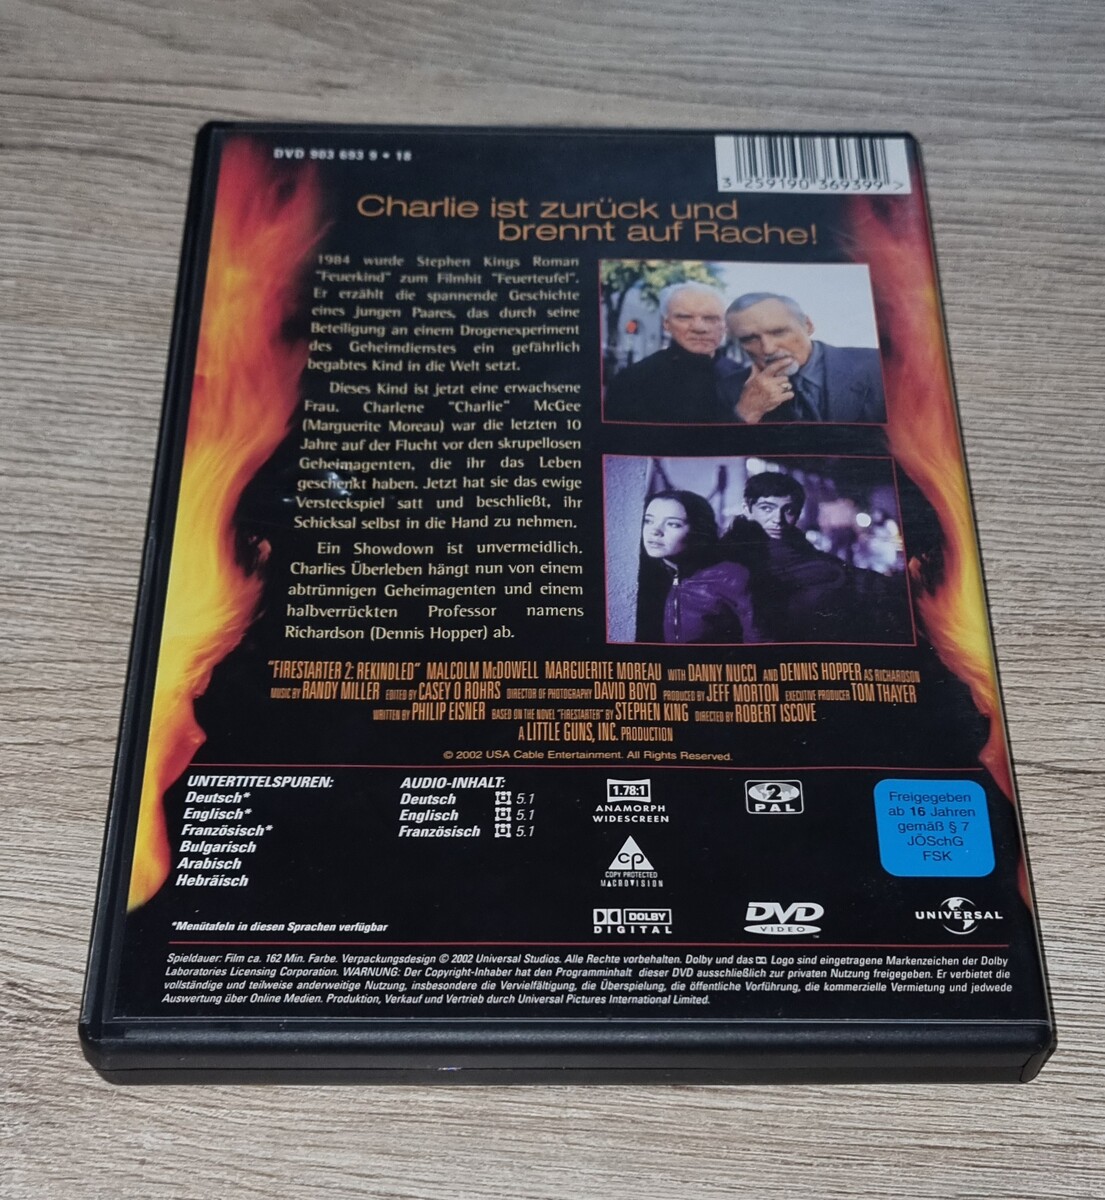 DVD 903 693 9 • 18
3 259190 369399 >
Charlie ist zurück und
brennt auf Rache!
1984 wurde Stephen Kings Roman
"Feuerkind" zum Filmhit "Feuerteufel".
Er erzählt die spannende Geschichte
eines jungen Paares, das durch seine
Beteiligung an einem Drogenexperiment
des Geheimdienstes ein gefährlich
begabtes Kind in die Welt setzt.
Dieses Kind ist jetzt eine erwachsene
Frau. Charlene "Charlie" McGee
(Marguerite Moreau) war die letzten 10
Jahre auf der Flucht vor den skrupellosen
Geheimagenten, die ihr das Leben
geschenkt haben. Jetzt hat sie das ewige
Versteckspiel satt und beschließt, ihr
Schicksal selbst in die Hand zu nehmen.
Ein Showdown ist unvermeidlich.
Charlies Überleben hängt nun von einem
abtrünnigen Geheimagenten und einem
halbverrückten Professor namens
Richardson (Dennis Hopper) ab.
"FIRESTARTER 2: REKINDLED" MALCOLM McDOWELL MARGUERITE MOREAU WITH DANNY NUCCI AND DENNIS HOPPER AS RICHARDSON
MUSIC BY RANDY MILLER EDITED BY CASEY O ROHRS DIRECTOR OF PHOTOGRAPHY DAVID BOYD PRODUCED BY JEFF MORTON EXECUTIVE PRODUCER TOM THAYER
WRITTEN BY PHILIP EISNER BASED ON THE NOVEL "FIRESTARTER" BY STEPHEN KING DIRECTED BY ROBERT ISCOVE
A LITTLE GUNS, INC. PRODUCTION
© 2002 USA Cable Entertainment. All Rights Reserved.
UNTERTITELSPUREN:
Deutsch*
Englisch*
Französisch*
Bulgarisch
Arabisch
Hebräisch
*Menütafeln in diesen Sprachen verfügbar
AUDIO-INHALT:
Deutsch 5.1
Englisch 5.1
Französisch 5.1
1.78:1
ANAMORPH
WIDESCREEN
CP
COPY PROTECTED
MACROVISION
DOLBY
DIGITAL
2
PAL
DVD
VIDEO
Freigegeben
ab 16 Jahren
gemäß § 7
JÖSchG
FSK
UNIVERSAL
Spieldauer: Film ca. 162 Min. Farbe. Verpackungsdesign © 2002 Universal Studios. Alle Rechte vorbehalten. Dolby und das Logo sind eingetragene Markenzeichen der Dolby
Laboratories Licensing Corporation. WARNUNG: Der Copyright-Inhaber hat den Programminhalt dieser DVD ausschließlich zur privaten Nutzung freigegeben. Er verbietet die
vollständige und teilweise anderweitige Nutzung, insbesondere die Vervielfältigung, die Überspielung, die öffentliche Vorführung, die kommerzielle Vermietung und jedwede
Auswertung über Online Medien. Produktion, Verkauf und Vertrieb durch Universal Pictures International Limited.